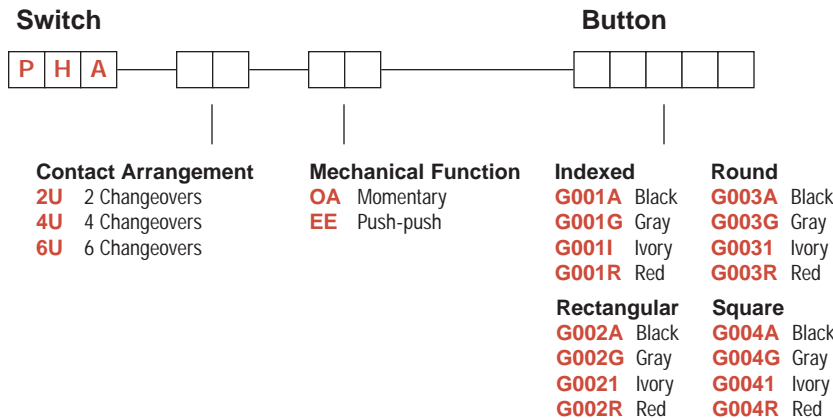 Switch
Button
P H A
Contact Arrangement
2U 2 Changeovers
4U 4 Changeovers
6U 6 Changeovers
Mechanical Function
OA Momentary
EE Push-push
Indexed
G001A Black
G001G Gray
G001I Ivory
G001R Red
Round
G003A Black
G003G Gray
G0031 Ivory
G003R Red
Rectangular
G002A Black
G002G Gray
G0021 Ivory
G002R Red
Square
G004A Black
G004G Gray
G0041 Ivory
G004R Red